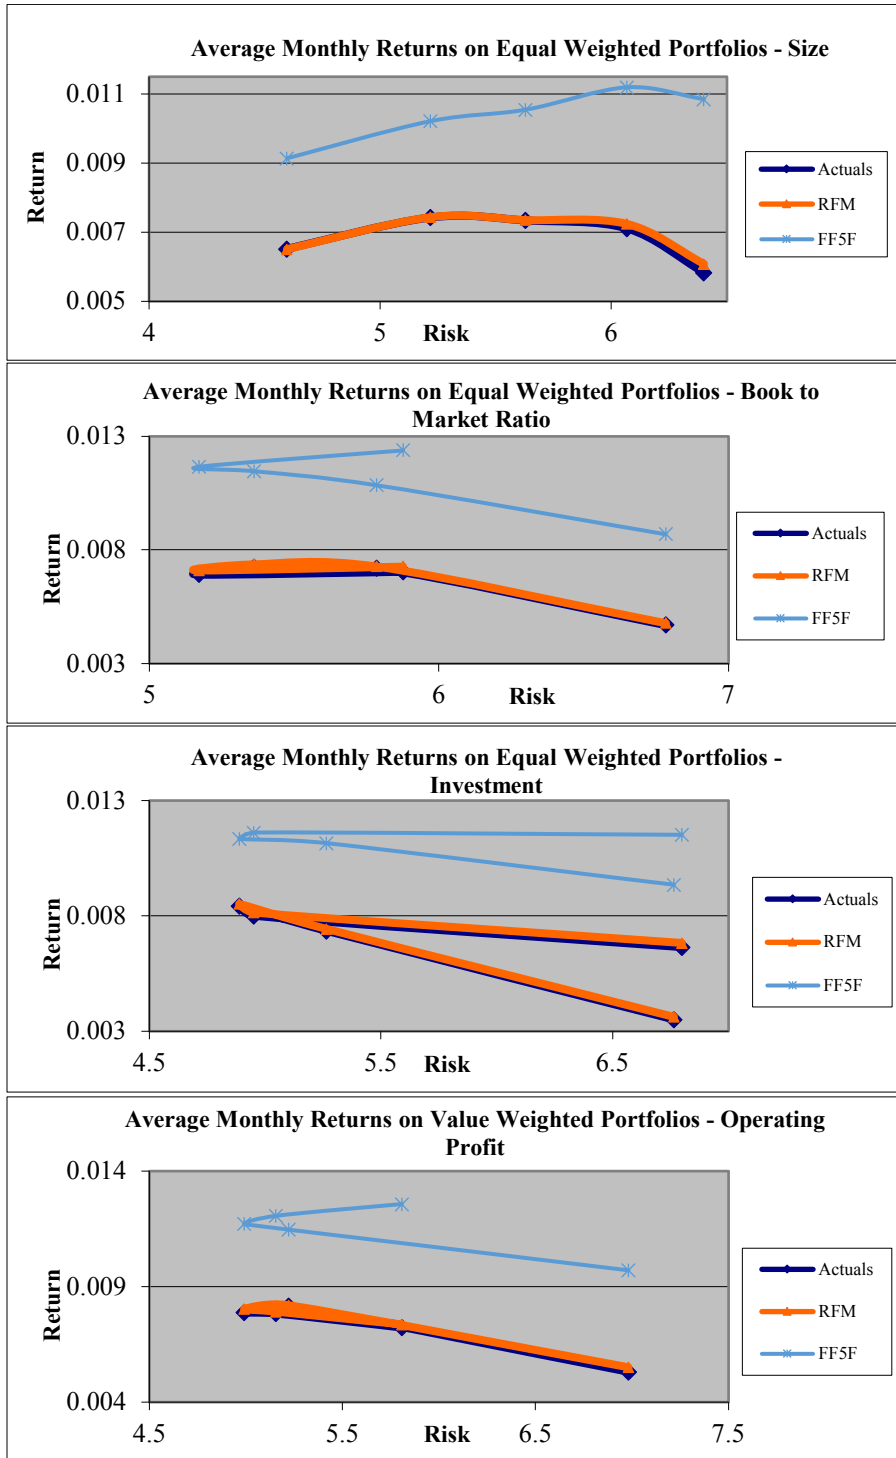 Average Monthly Returns on Equal Weighted Portfolios - Size
0.011
0.009
0.007
0.005
Return
4
5
6
Risk
Actuals
RFM
FF5F
Average Monthly Returns on Equal Weighted Portfolios - Book to
Market Ratio
0.013
0.008
0.003
Return
5
6
7
Risk
Actuals
RFM
FF5F
Average Monthly Returns on Equal Weighted Portfolios -
Investment
0.013
0.008
0.003
Return
4.5
5.5
6.5
Risk
Actuals
RFM
FF5F
Average Monthly Returns on Value Weighted Portfolios - Operating
Profit
0.014
0.009
0.004
Return
4.5
5.5
6.5
7.5
Risk
Actuals
RFM
FF5F